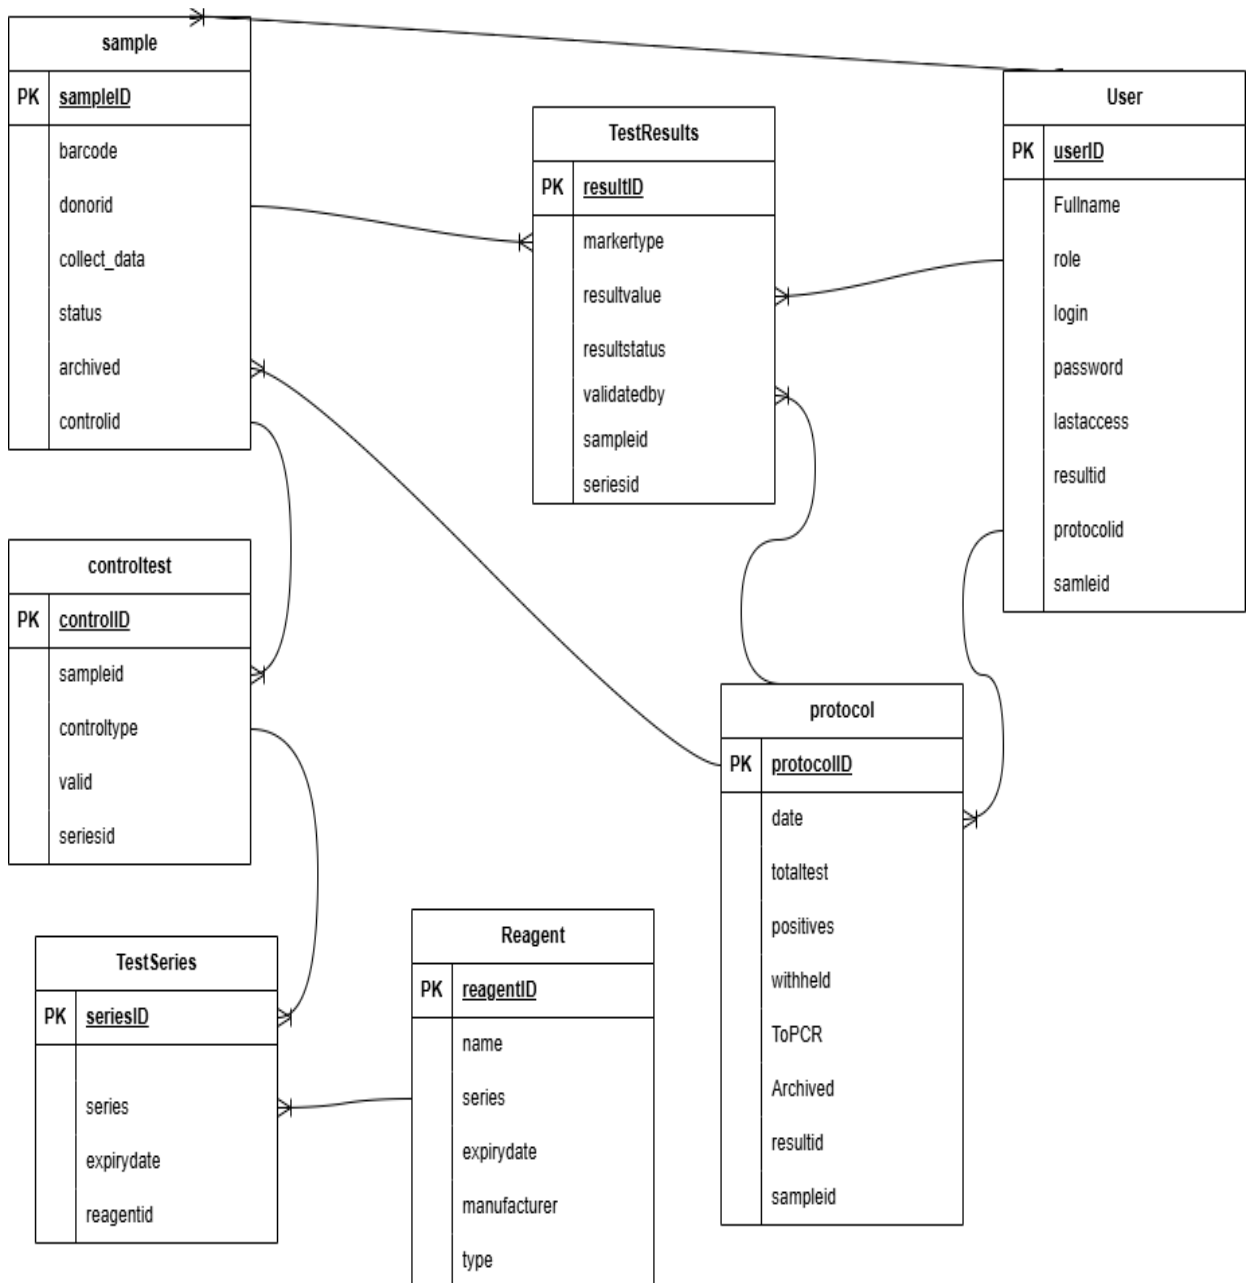 sample
PK sampleID
barcode
donorid
collect_data
status
archived
controlid
TestResults
PK resultID
markertype
resultvalue
resultstatus
validatedby
sampleid
seriesid
User
PK userID
Fullname
role
login
password
lastaccess
resultid
protocolid
samleid
controltest
PK controlID
sampleid
controltype
valid
seriesid
protocol
PK protocolID
date
totaltest
positives
withheld
ToPCR
Archived
resultid
sampleid
TestSeries
PK seriesID
series
expirydate
reagentid
Reagent
PK reagentID
name
series
expirydate
manufacturer
type